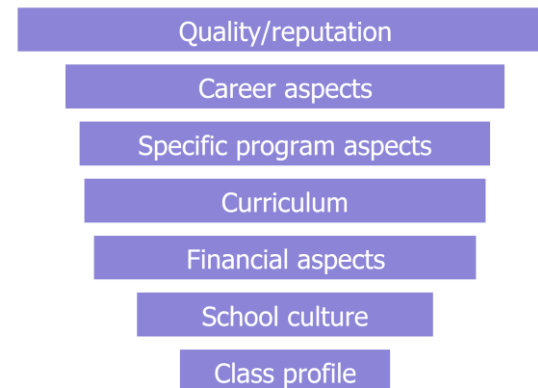 Quality/reputation
Career aspects
Specific program aspects
Curriculum
Financial aspects
School culture
Class profile